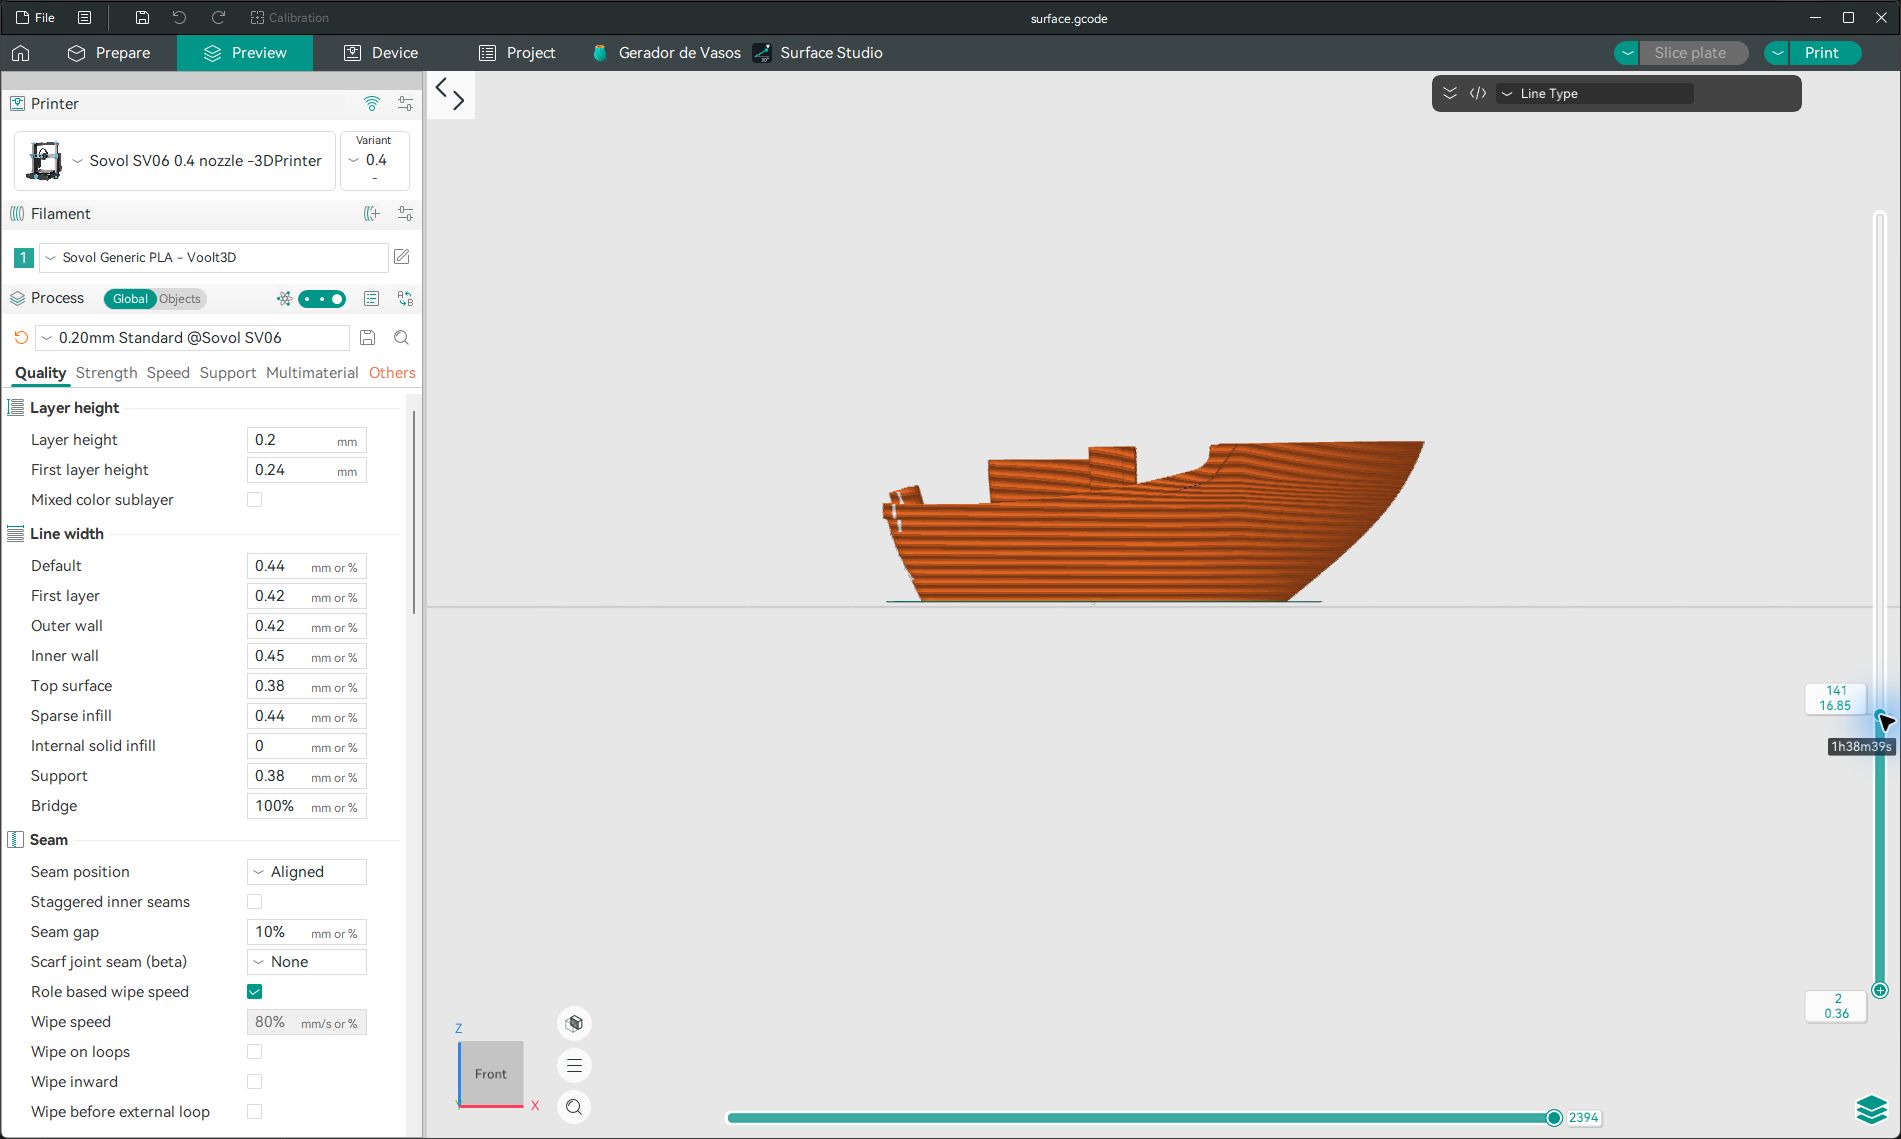 File
Calibration
surface.gcode
Prepare
Preview
Device
Project
Gerador de Vasos
Surface Studio
Slice plate
Print
Printer
Sovol SV06 0.4 nozzle -3DPrinter
Variant
0.4
-
Filament
1
Sovol Generic PLA - Voolt3D
Process
Global
Objects
0.20mm Standard @Sovol SV06
Quality
Strength
Speed
Support
Multimaterial
Others
Layer height
Layer height 0.2 mm
First layer height 0.24 mm
Mixed color sublayer
Line width
Default 0.44 mm or %
First layer 0.42 mm or %
Outer wall 0.42 mm or %
Inner wall 0.45 mm or %
Top surface 0.38 mm or %
Sparse infill 0.44 mm or %
Internal solid infill 0 mm or %
Support 0.38 mm or %
Bridge 100% mm or %
Seam
Seam position Aligned
Staggered inner seams
Seam gap 10% mm or %
Scarf joint seam (beta) None
Role based wipe speed
Wipe speed 80% mm/s or %
Wipe on loops
Wipe inward
Wipe before external loop
Line Type
141
16.85
1h38m39s
2
0.36
Z
Front
Y
X
2394